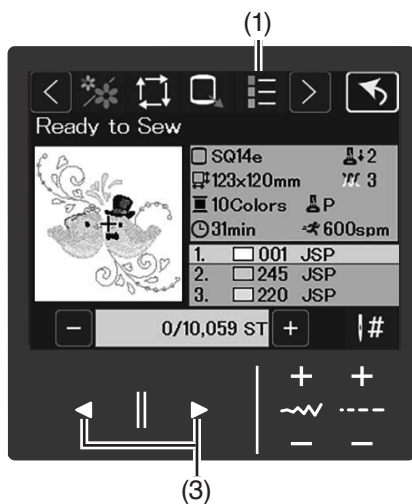 (1)
Ready to Sew
SQ14e 2
123x120mm 3
10Colors P
31min 600spm
1. 001 JSP
2. 245 JSP
3. 220 JSP
− 0/10,059 ST + #
+ +
− −
(3)